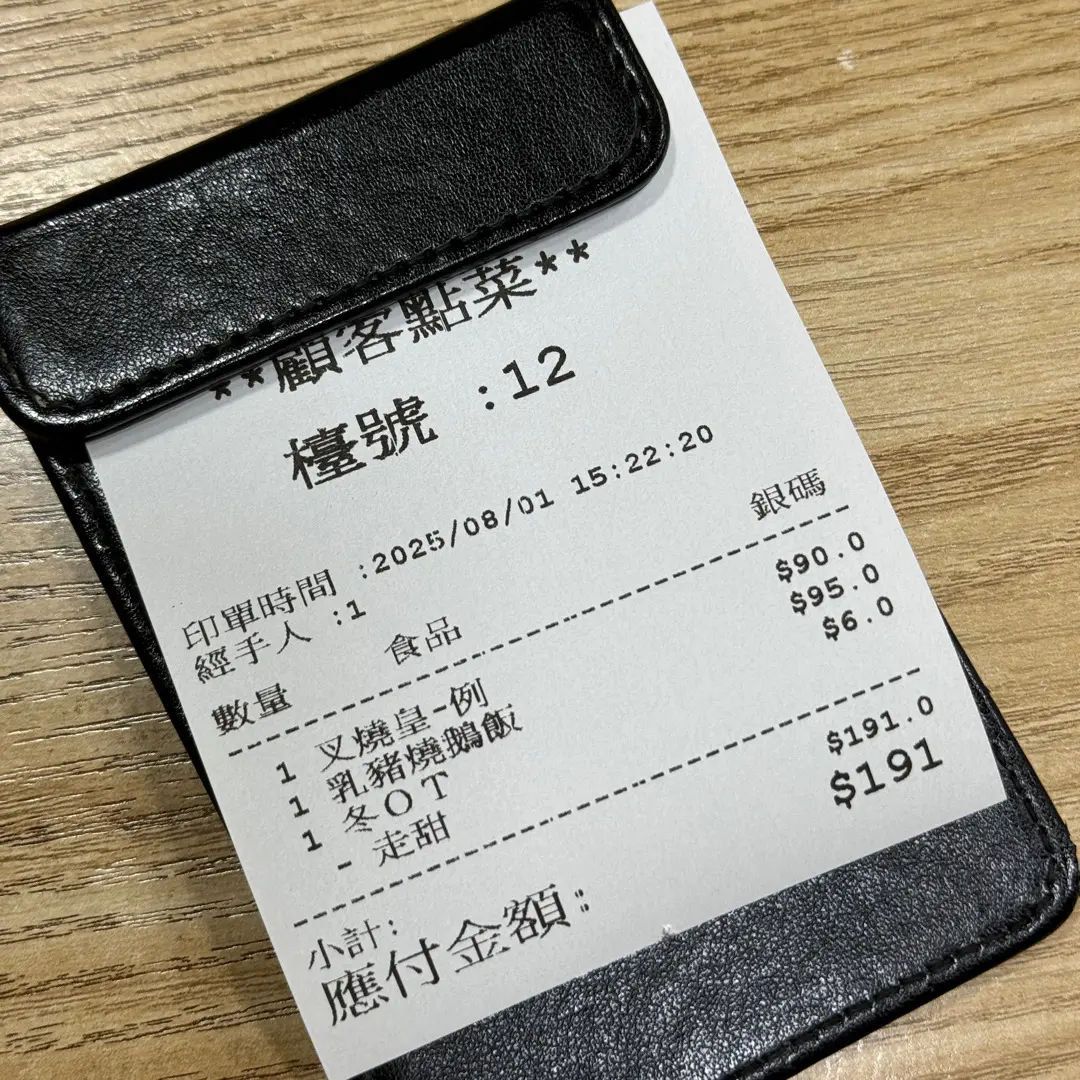 **顧客點菜**
檯號 :12
印單時間 :2025/08/01 15:22:20
經手人 :1
數量 食品 銀碼
1 叉燒皇-例 $90.0
1 乳豬燒鵝飯 $95.0
1 冬OT $6.0
- 走甜
小計: $191.0
應付金額: $191